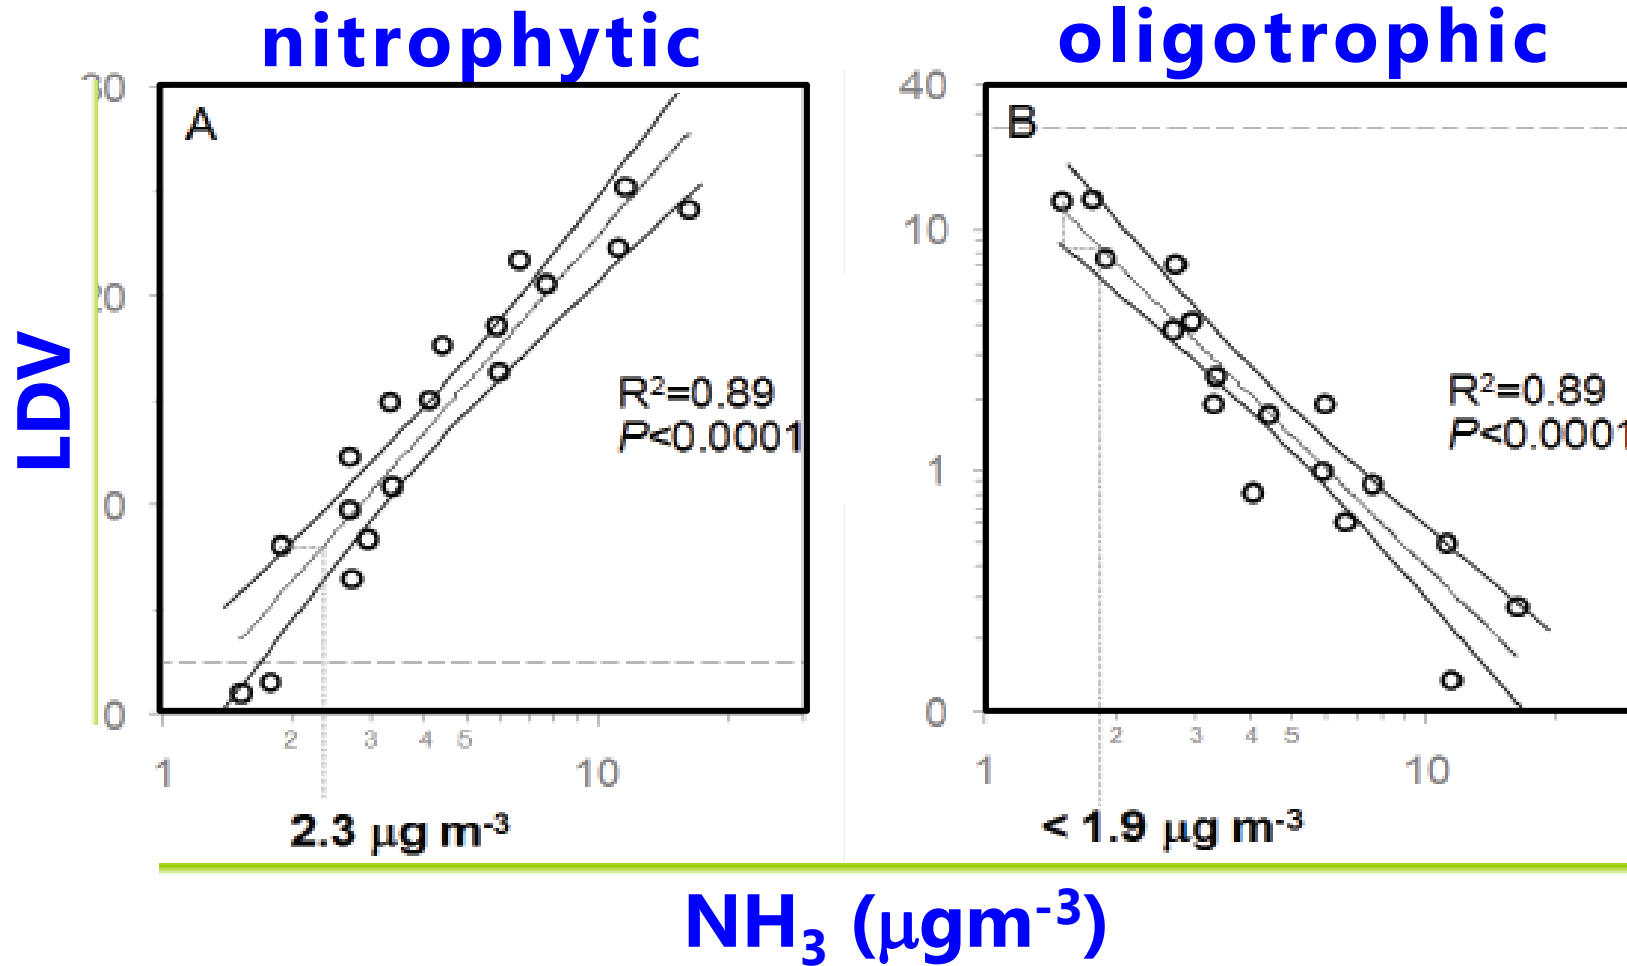 nitrophytic
oligotrophic
A
B
40
10
1
0
20
0
0
LDV
R²=0.89
P<0.0001
R²=0.89
P<0.0001
2 3 4 5
1 10
2 3 4 5
1 10
2.3 μg m⁻³
< 1.9 μg m⁻³
NH₃ (μgm⁻³)